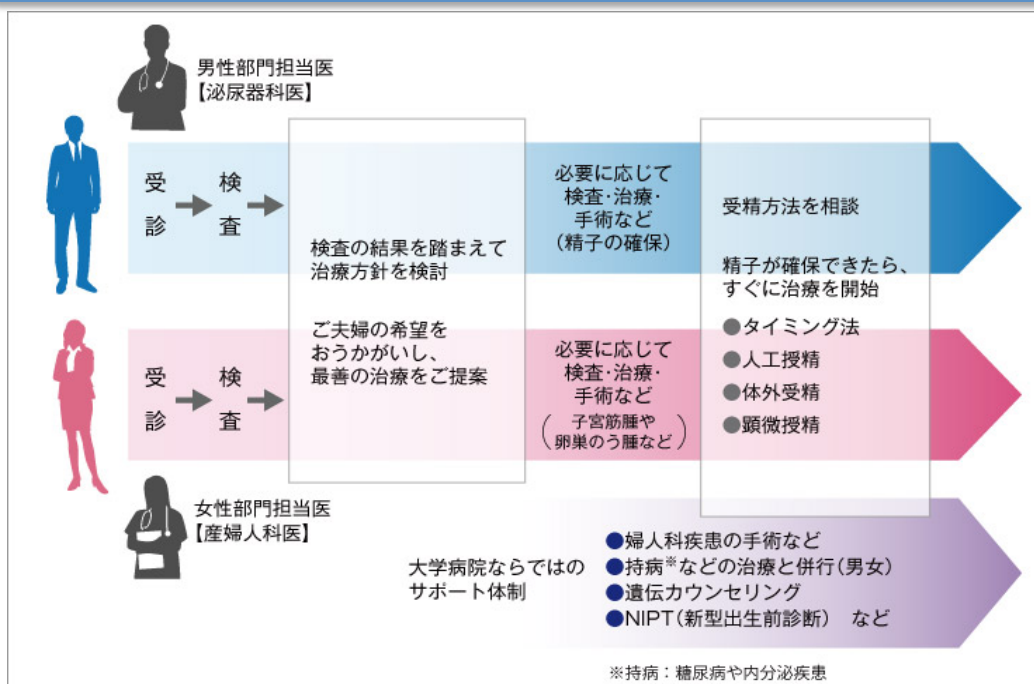 男性部門担当医
【泌尿器科医】
受診
検査
検査の結果を踏まえて
治療方針を検討
ご夫婦の希望を
おうかがいし、
最善の治療をご提案
必要に応じて
検査・治療・
手術など
（精子の確保）
受精方法を相談
精子が確保できたら、
すぐに治療を開始
●タイミング法
●人工授精
●体外受精
●顕微授精
受診
検査
必要に応じて
検査・治療・
手術など
（子宮筋腫や
卵巣のう腫など）
女性部門担当医
【産婦人科医】
大学病院ならではの
サポート体制
●婦人科疾患の手術など
●持病※などの治療と併行（男女）
●遺伝カウンセリング
●NIPT（新型出生前診断）　など
※持病：糖尿病や内分泌疾患